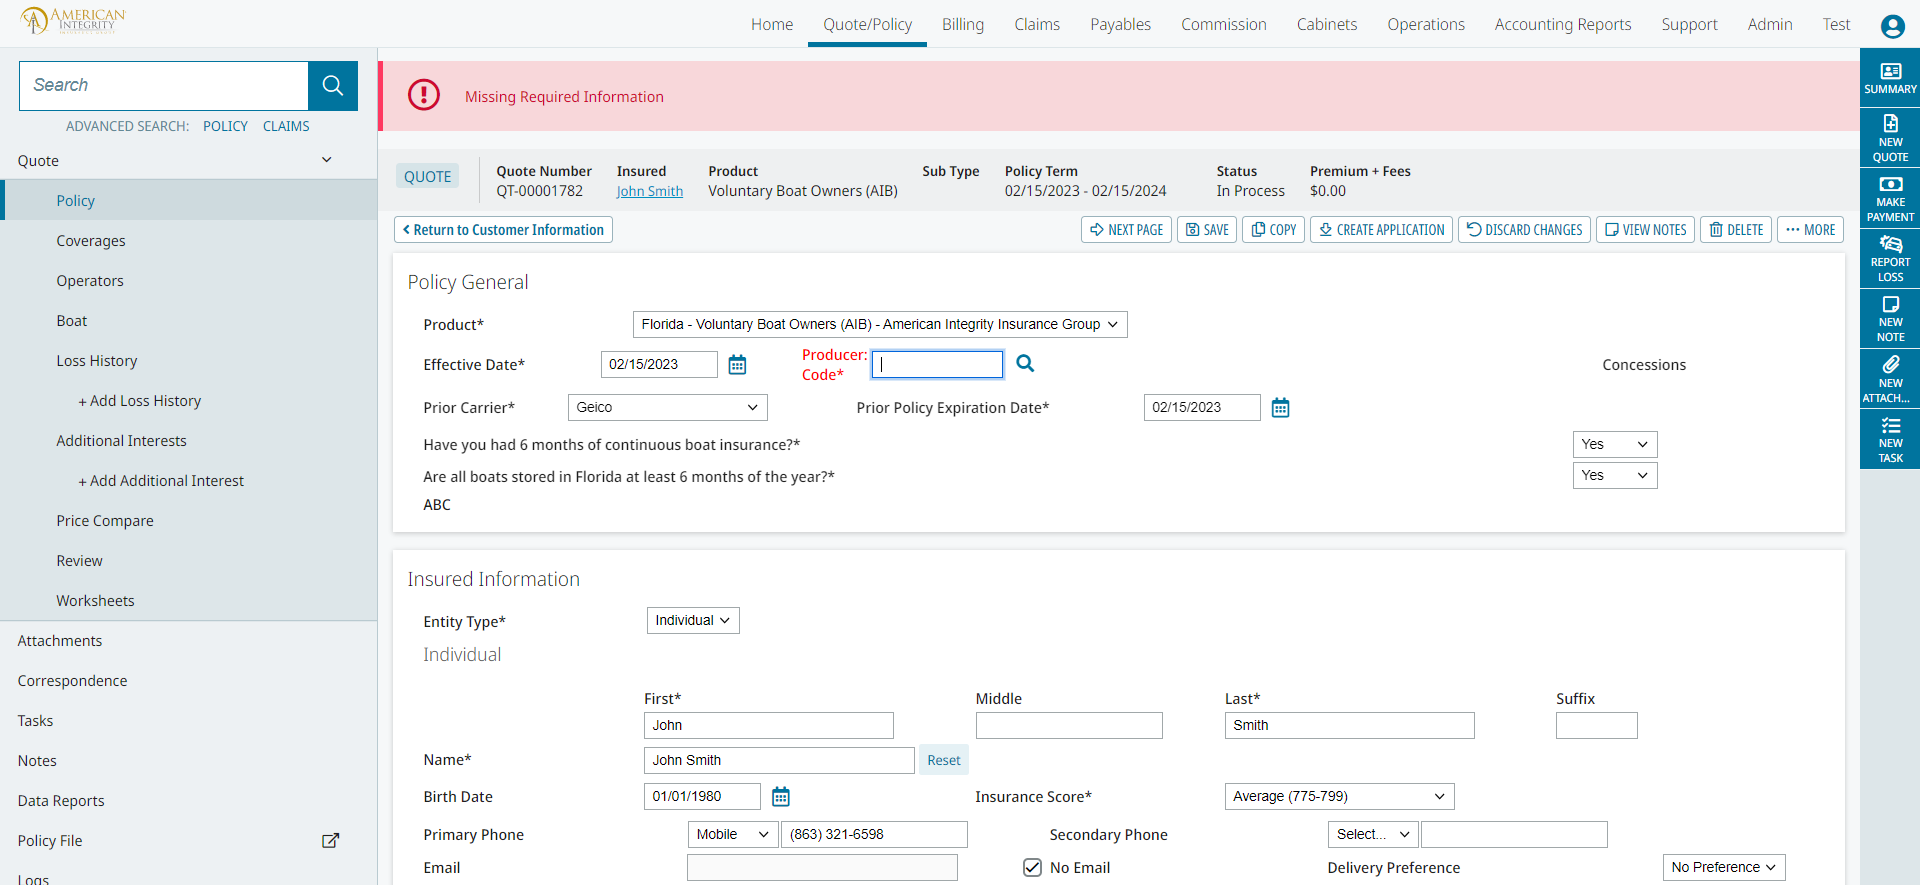 AMERICAN
INTEGRITY
INSURANCE GROUP
Home Quote/Policy Billing Claims Payables Commission Cabinets Operations Accounting Reports Support Admin Test
Search
ADVANCED SEARCH: POLICY CLAIMS
Quote
Policy
Coverages
Operators
Boat
Loss History
+ Add Loss History
Additional Interests
+ Add Additional Interest
Price Compare
Review
Worksheets
Attachments
Correspondence
Tasks
Notes
Data Reports
Policy File
Logs
Missing Required Information
QUOTE
Quote Number Insured Product Sub Type Policy Term Status Premium + Fees
QT-00001782 John Smith Voluntary Boat Owners (AIB) 02/15/2023 - 02/15/2024 In Process $0.00
Return to Customer Information NEXT PAGE SAVE COPY CREATE APPLICATION DISCARD CHANGES VIEW NOTES DELETE MORE
Policy General
Product* Florida - Voluntary Boat Owners (AIB) - American Integrity Insurance Group
Effective Date* 02/15/2023 Producer: Code* Concessions
Prior Carrier* Geico Prior Policy Expiration Date* 02/15/2023
Have you had 6 months of continuous boat insurance?* Yes
Are all boats stored in Florida at least 6 months of the year?* Yes
ABC
Insured Information
Entity Type* Individual
Individual
First* Middle Last* Suffix
John Smith
Name* John Smith Reset
Birth Date 01/01/1980 Insurance Score* Average (775-799)
Primary Phone Mobile (863) 321-6598 Secondary Phone Select...
Email No Email Delivery Preference No Preference
SUMMARY
NEW
QUOTE
MAKE
PAYMENT
REPORT
LOSS
NEW
NOTE
NEW
ATTACH...
NEW
TASK